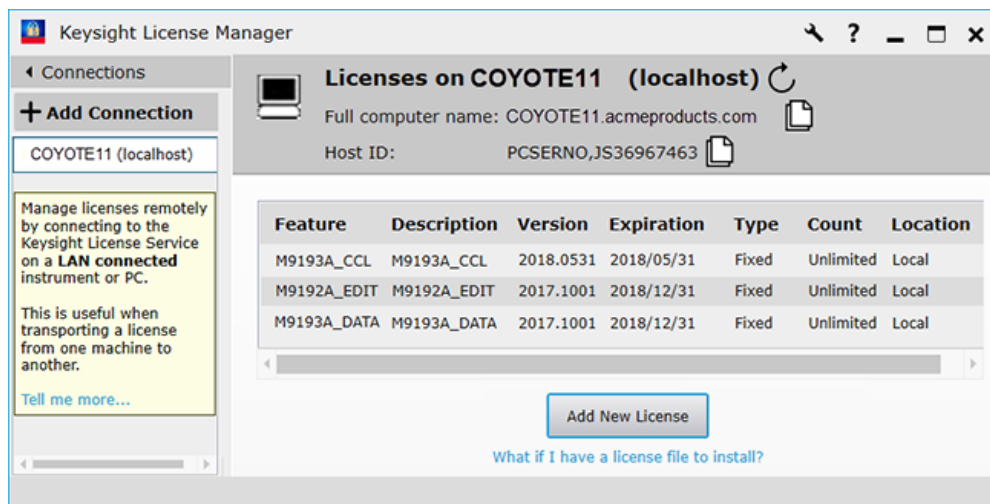 Keysight License Manager
?
Connections
Add Connection
COYOTE11 (localhost)
Manage licenses remotely
by connecting to the
Keysight License Service
on a LAN connected
instrument or PC.
This is useful when
transporting a license
from one machine to
another.
Tell me more...
Licenses on COYOTE11 (localhost)
Full computer name: COYOTE11.acmeproducts.com
Host ID: PCSERNO,JS36967463
Feature Description Version Expiration Type Count Location
M9193A_CCL M9193A_CCL 2018.0531 2018/05/31 Fixed Unlimited Local
M9192A_EDIT M9192A_EDIT 2017.1001 2018/12/31 Fixed Unlimited Local
M9193A_DATA M9193A_DATA 2017.1001 2018/12/31 Fixed Unlimited Local
Add New License
What if I have a license file to install?